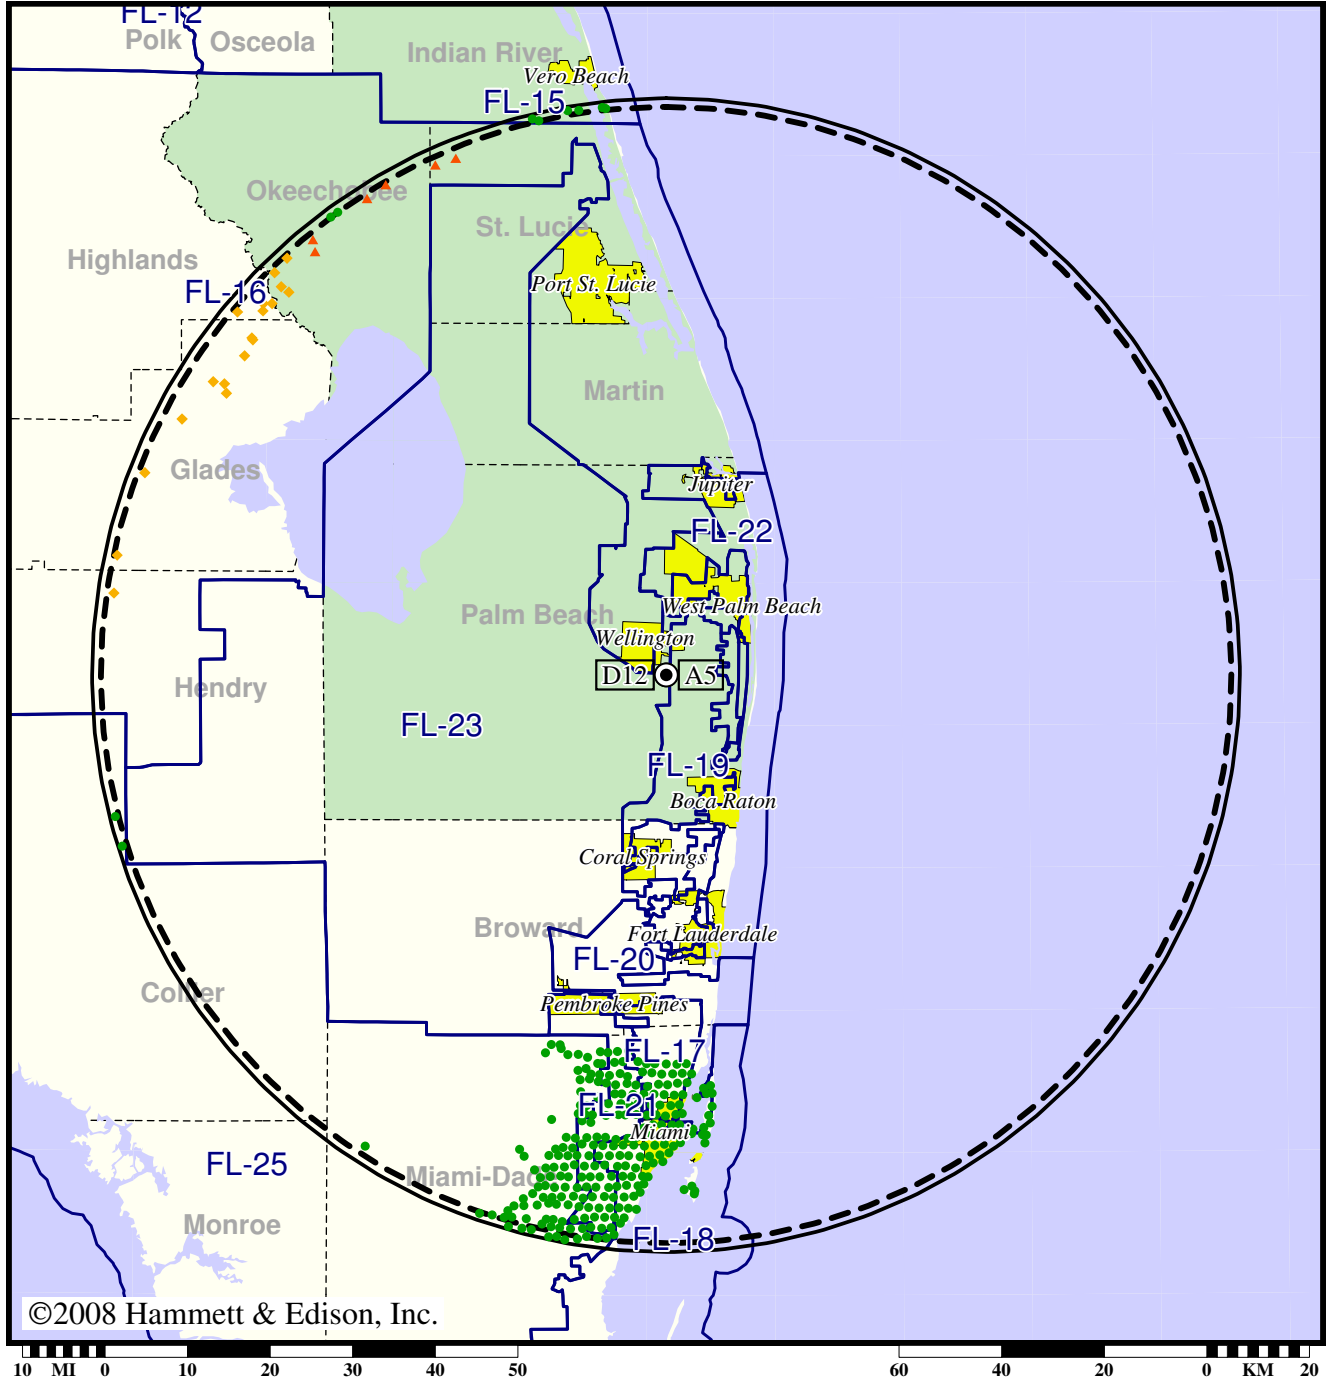 FL-12
Polk
Osceola
Indian River
Vero Beach
FL-15
Okeechobee
St. Lucie
Highlands
FL-16
Port St. Lucie
Martin
Glades
Jupiter
FL-22
West Palm Beach
Palm Beach
Wellington
D12
A5
Hendry
FL-23
FL-19
Boca Raton
Coral Springs
Broward
Fort Lauderdale
FL-20
Collier
Pembroke Pines
FL-17
FL-21
Miami
FL-25
Miami-Dad
Monroe
FL-18
©2008 Hammett & Edison, Inc.
10 MI 0 10 20 30 40 50 60 40 20 0 KM 20